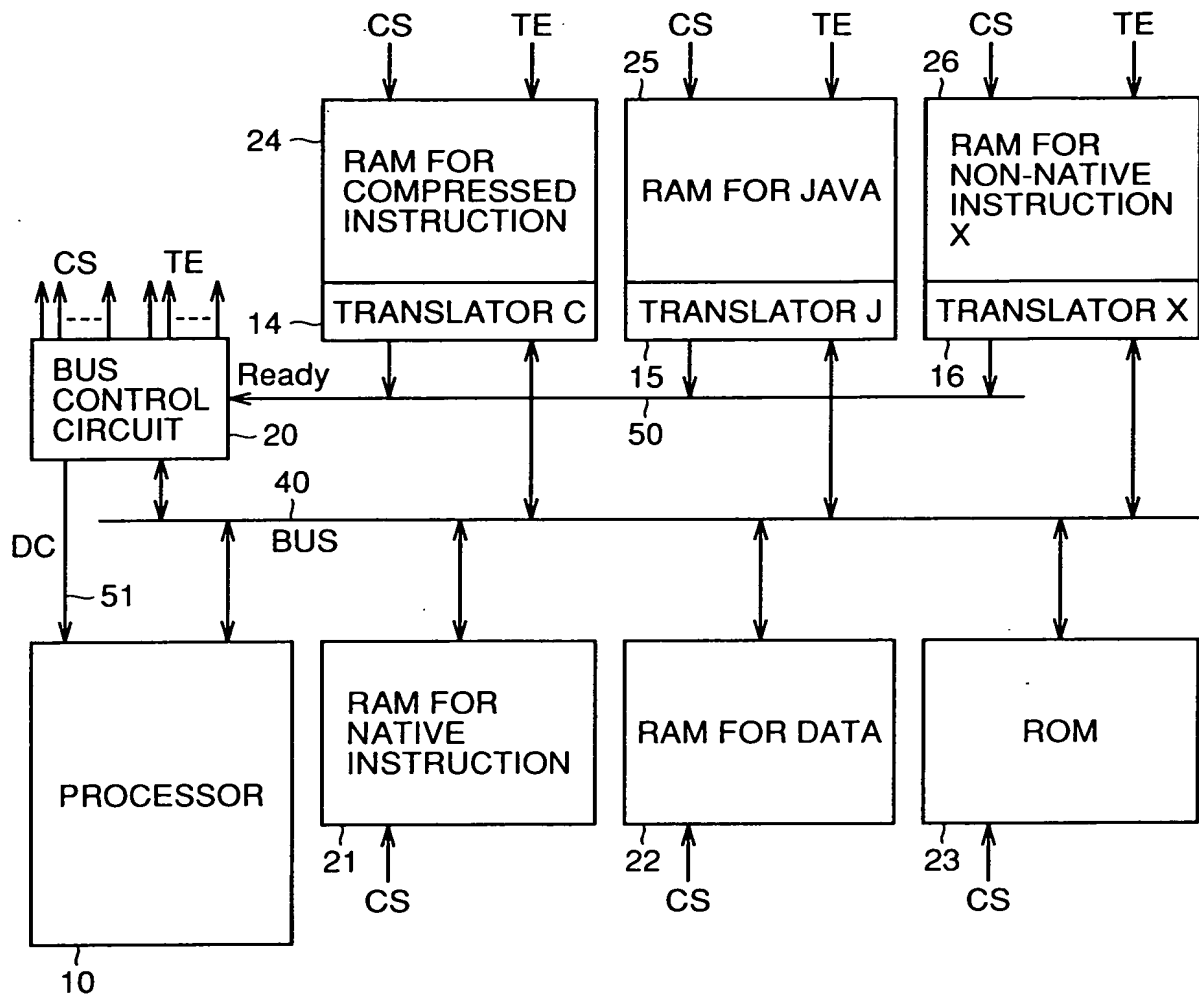 CS TE CS TE CS TE
24 25 26
RAM FOR
COMPRESSED
INSTRUCTION
RAM FOR JAVA
RAM FOR
NON-NATIVE
INSTRUCTION
X
CS TE
14
TRANSLATOR C
TRANSLATOR J
TRANSLATOR X
BUS
CONTROL
CIRCUIT
20
Ready
15
16
50
40
BUS
DC
51
PROCESSOR
10
RAM FOR
NATIVE
INSTRUCTION
21
CS
RAM FOR DATA
22
CS
ROM
23
CS